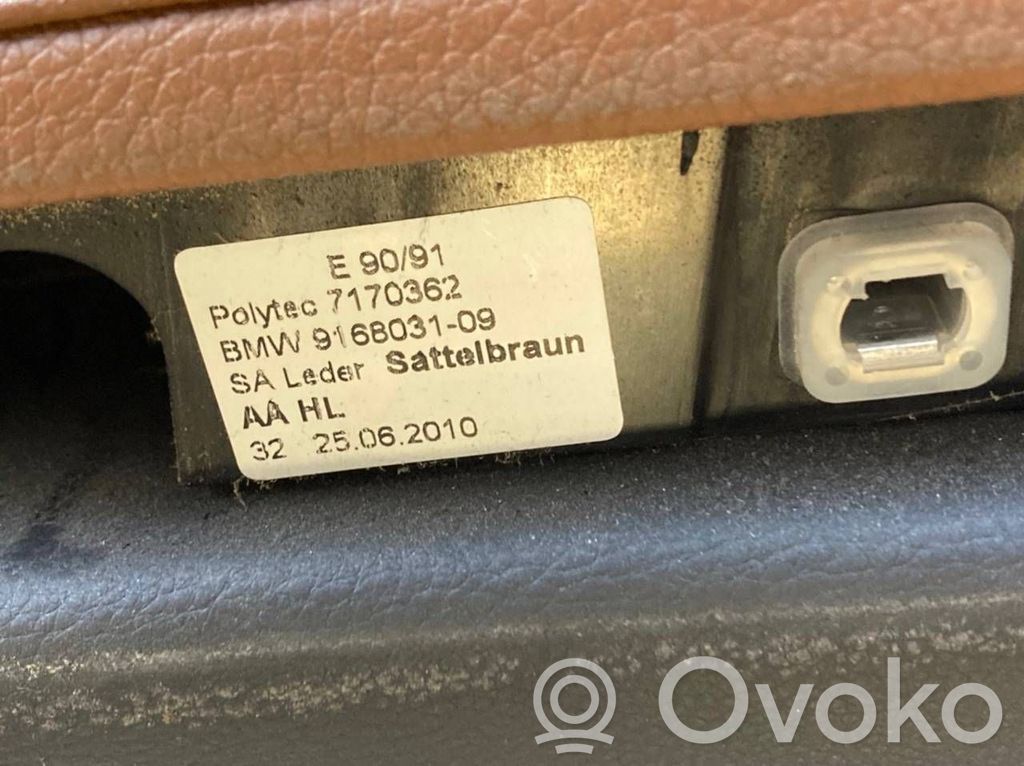 E 90/91
Polytec 7170362
BMW 9168031-09
SA Leder Sattelbraun
AA HL
32 25.06.2010
Ovoko